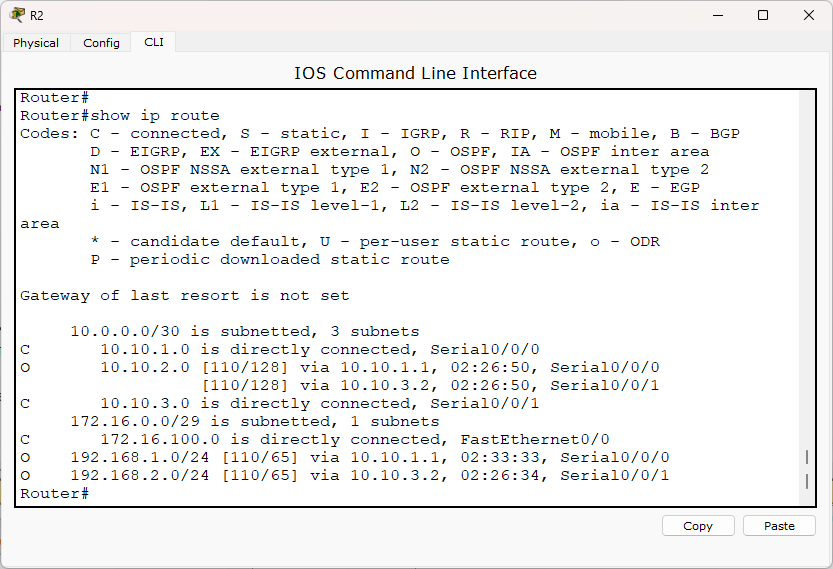 R2
Physical Config CLI
IOS Command Line Interface
Router#
Router#show ip route
Codes: C - connected, S - static, I - IGRP, R - RIP, M - mobile, B - BGP
       D - EIGRP, EX - EIGRP external, O - OSPF, IA - OSPF inter area
       N1 - OSPF NSSA external type 1, N2 - OSPF NSSA external type 2
       E1 - OSPF external type 1, E2 - OSPF external type 2, E - EGP
       i - IS-IS, L1 - IS-IS level-1, L2 - IS-IS level-2, ia - IS-IS inter
area
       * - candidate default, U - per-user static route, o - ODR
       P - periodic downloaded static route
Gateway of last resort is not set
     10.0.0.0/30 is subnetted, 3 subnets
C       10.10.1.0 is directly connected, Serial0/0/0
O       10.10.2.0 [110/128] via 10.10.1.1, 02:26:50, Serial0/0/0
                  [110/128] via 10.10.3.2, 02:26:50, Serial0/0/1
C       10.10.3.0 is directly connected, Serial0/0/1
     172.16.0.0/29 is subnetted, 1 subnets
C       172.16.100.0 is directly connected, FastEthernet0/0
O    192.168.1.0/24 [110/65] via 10.10.1.1, 02:33:33, Serial0/0/0
O    192.168.2.0/24 [110/65] via 10.10.3.2, 02:26:34, Serial0/0/1
Router#
Copy Paste